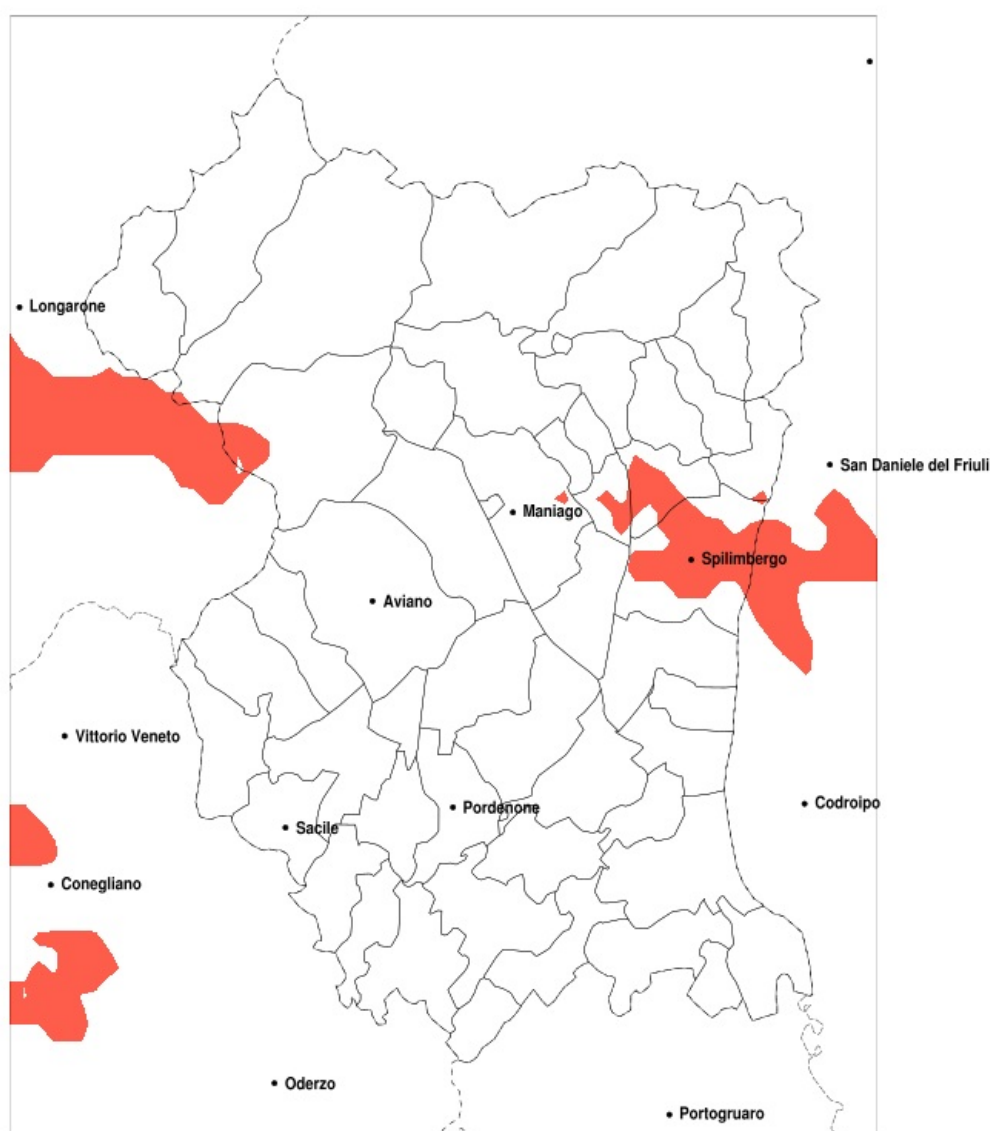 Longarone
San Daniele del Friuli
Maniago
Spilimbergo
Aviano
Vittorio Veneto
Codroipo
Pordenone
Sacile
Conegliano
Oderzo
Portogruaro